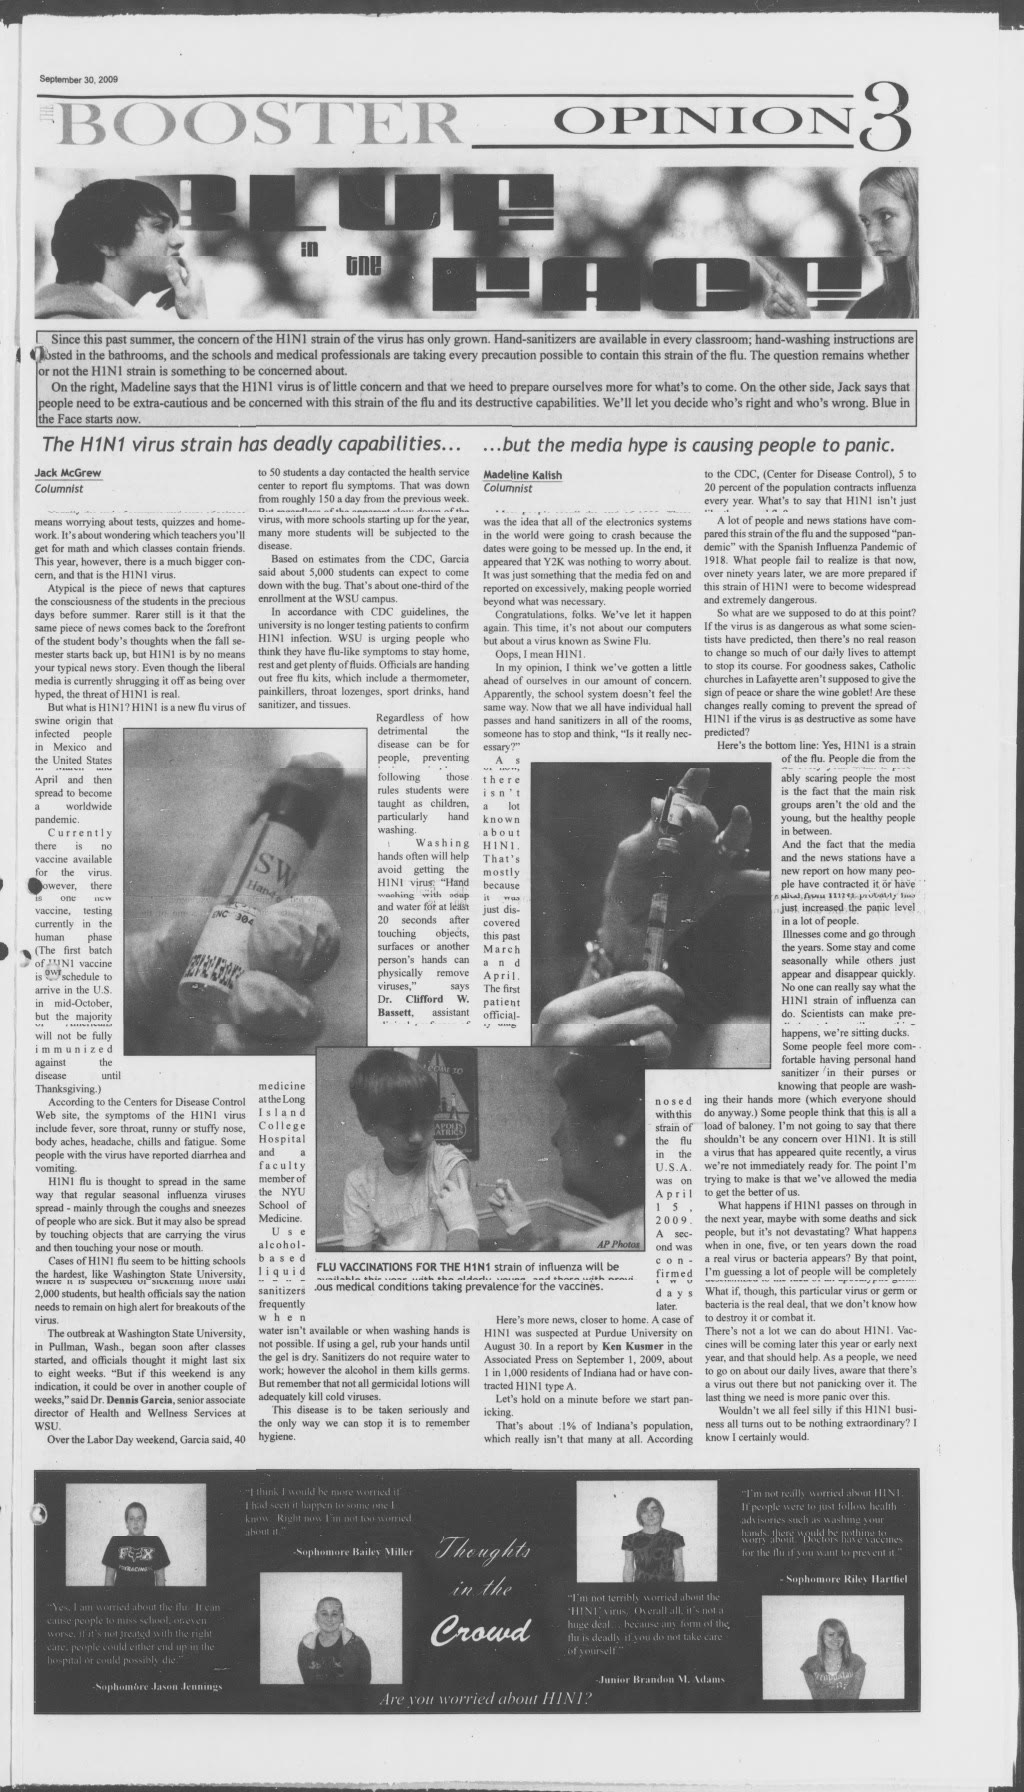 September 30, 2009
THE BOOSTER
OPINION 3
BLUE
in
the
FACE
Since this past summer, the concern of the H1N1 strain of the virus has only grown. Hand-sanitizers are available in every classroom; hand-washing instructions are
posted in the bathrooms, and the schools and medical professionals are taking every precaution possible to contain this strain of the flu. The question remains whether
or not the H1N1 strain is something to be concerned about.
On the right, Madeline says that the H1N1 virus is of little concern and that we need to prepare ourselves more for what's to come. On the other side, Jack says that
people need to be extra-cautious and be concerned with this strain of the flu and its destructive capabilities. We'll let you decide who's right and who's wrong. Blue in
the Face starts now.
The H1N1 virus strain has deadly capabilities...
Jack McGrew
Columnist
means worrying about tests, quizzes and home-
work. It's about wondering which teachers you'll
get for math and which classes contain friends.
This year, however, there is a much bigger con-
cern, and that is the H1N1 virus.
Atypical is the piece of news that captures
the consciousness of the students in the precious
days before summer. Rarer still is it that the
same piece of news comes back to the forefront
of the student body's thoughts when the fall se-
mester starts back up, but H1N1 is by no means
your typical news story. Even though the liberal
media is currently shrugging it off as being over
hyped, the threat of H1N1 is real.
But what is H1N1? H1N1 is a new flu virus of
swine origin that
infected people
in Mexico and
the United States
in March and
April and then
spread to become
a worldwide
pandemic.
Currently
there is no
vaccine available
for the virus.
However, there
is one new
vaccine, testing
currently in the
human phase
(The first batch
of H1N1 vaccine
is schedule to
arrive in the U.S.
in mid-October,
but the majority
of Americans
will not be fully
immunized
against the
disease until
Thanksgiving.)
According to the Centers for Disease Control
Web site, the symptoms of the H1N1 virus
include fever, sore throat, runny or stuffy nose,
body aches, headache, chills and fatigue. Some
people with the virus have reported diarrhea and
vomiting.
H1N1 flu is thought to spread in the same
way that regular seasonal influenza viruses
spread - mainly through the coughs and sneezes
of people who are sick. But it may also be spread
by touching objects that are carrying the virus
and then touching your nose or mouth.
Cases of H1N1 flu seem to be hitting schools
the hardest, like Washington State University,
where it is suspected of sickening more than
2,000 students, but health officials say the nation
needs to remain on high alert for breakouts of the
virus.
The outbreak at Washington State University,
in Pullman, Wash., began soon after classes
started, and officials thought it might last six
to eight weeks. "But if this weekend is any
indication, it could be over in another couple of
weeks," said Dr. Dennis Garcia, senior associate
director of Health and Wellness Services at
WSU.
Over the Labor Day weekend, Garcia said, 40
to 50 students a day contacted the health service
center to report flu symptoms. That was down
from roughly 150 a day from the previous week.
But regardless of the apparent slow down of the
virus, with more schools starting up for the year,
many more students will be subjected to the
disease.
Based on estimates from the CDC, Garcia
said about 5,000 students can expect to come
down with the bug. That's about one-third of the
enrollment at the WSU campus.
In accordance with CDC guidelines, the
university is no longer testing patients to confirm
H1N1 infection. WSU is urging people who
think they have flu-like symptoms to stay home,
rest and get plenty of fluids. Officials are handing
out free flu kits, which include a thermometer,
painkillers, throat lozenges, sport drinks, hand
sanitizer, and tissues.
Regardless of how
detrimental the
disease can be for
people, preventing
following those
rules students were
taught as children,
particularly hand
washing.
Washing
hands often will help
avoid getting the
H1N1 virus. "Hand
washing with soap
and water for at least
20 seconds after
touching objects,
surfaces or another
person's hands can
physically remove
viruses," says
Dr. Clifford W.
Bassett, assistant
clinical professor of
medicine
at the Long
Island
College
Hospital
and a
faculty
member of
the NYU
School of
Medicine.
Use
alcohol-
based
liquid
sanitizers
frequently
when
water isn't available or when washing hands is
not possible. If using a gel, rub your hands until
the gel is dry. Sanitizers do not require water to
work; however the alcohol in them kills germs.
But remember that not all germicidal lotions will
adequately kill cold viruses.
This disease is to be taken seriously and
the only way we can stop it is to remember
hygiene.
SW
AP Photos
FLU VACCINATIONS FOR THE H1N1 strain of influenza will be
available this year, with the elderly, young, and those with previ-
ous medical conditions taking prevalence for the vaccines.
...but the media hype is causing people to panic.
Madeline Kalish
Columnist
was the idea that all of the electronics systems
in the world were going to crash because the
dates were going to be messed up. In the end, it
appeared that Y2K was nothing to worry about.
It was just something that the media fed on and
reported on excessively, making people worried
beyond what was necessary.
Congratulations, folks. We've let it happen
again. This time, it's not about our computers
but about a virus known as Swine Flu.
Oops, I mean H1N1.
In my opinion, I think we've gotten a little
ahead of ourselves in our amount of concern.
Apparently, the school system doesn't feel the
same way. Now that we all have individual hall
passes and hand sanitizers in all of the rooms,
someone has to stop and think, "Is it really nec-
essary?"
As
of now,
there
isn't
a lot
known
about
H1N1.
That's
mostly
because
it was
just dis-
covered
this past
March
and
April.
The first
patient
official-
ly diag-
nosed
with this
strain of
the flu
in the
U.S.A.
was on
April
15,
2009.
A sec-
ond was
con-
firmed
two
days
later.
Here's more news, closer to home. A case of
H1N1 was suspected at Purdue University on
August 30. In a report by Ken Kusmer in the
Associated Press on September 1, 2009, about
1 in 1,000 residents of Indiana had or have con-
tracted H1N1 type A.
Let's hold on a minute before we start pan-
icking.
That's about .1% of Indiana's population,
which really isn't that many at all. According
to the CDC, (Center for Disease Control), 5 to
20 percent of the population contracts influenza
every year. What's to say that H1N1 isn't just
A lot of people and news stations have com-
pared this strain of the flu and the supposed "pan-
demic" with the Spanish Influenza Pandemic of
1918. What people fail to realize is that now,
over ninety years later, we are more prepared if
this strain of H1N1 were to become widespread
and extremely dangerous.
So what are we supposed to do at this point?
If the virus is as dangerous as what some scien-
tists have predicted, then there's no real reason
to change so much of our daily lives to attempt
to stop its course. For goodness sakes, Catholic
churches in Lafayette aren't supposed to give the
sign of peace or share the wine goblet! Are these
changes really coming to prevent the spread of
H1N1 if the virus is as destructive as some have
predicted?
Here's the bottom line: Yes, H1N1 is a strain
of the flu. People die from the
ably scaring people the most
is the fact that the main risk
groups aren't the old and the
young, but the healthy people
in between.
And the fact that the media
and the news stations have a
new report on how many peo-
ple have contracted it or have
died from H1N1 probably has
just increased the panic level
in a lot of people.
Illnesses come and go through
the years. Some stay and come
seasonally while others just
appear and disappear quickly.
No one can really say what the
H1N1 strain of influenza can
do. Scientists can make pre-
happens, we're sitting ducks.
Some people feel more com-
fortable having personal hand
sanitizer in their purses or
knowing that people are wash-
ing their hands more (which everyone should
do anyway.) Some people think that this is all a
load of baloney. I'm not going to say that there
shouldn't be any concern over H1N1. It is still
a virus that has appeared quite recently, a virus
we're not immediately ready for. The point I'm
trying to make is that we've allowed the media
to get the better of us.
What happens if H1N1 passes on through in
the next year, maybe with some deaths and sick
people, but it's not devastating? What happens
when in one, five, or ten years down the road
a real virus or bacteria appears? By that point,
I'm guessing a lot of people will be completely
What if, though, this particular virus or germ or
bacteria is the real deal, that we don't know how
to destroy it or combat it.
There's not a lot we can do about H1N1. Vac-
cines will be coming later this year or early next
year, and that should help. As a people, we need
to go on about our daily lives, aware that there's
a virus out there but not panicking over it. The
last thing we need is more panic over this.
Wouldn't we all feel silly if this H1N1 busi-
ness all turns out to be nothing extraordinary? I
know I certainly would.
"Yes, I am worried about the flu. It can
cause people to miss school, or even
worse, if it's not treated with the right
care, people could either end up in the
hospital or could possibly die."
-Sophomore Jason Jennings
"I think I would be more worried if
I had seen it happen to some one I
know. Right now I'm not too worried
about it."
-Sophomore Bailey Miller
Thoughts
in the
Crowd
Are you worried about H1N1?
"I'm not terribly worried about the
'H1N1' virus. Overall all, it's not a
huge deal... because any form of the
flu is deadly if you do not take care
of yourself."
-Junior Brandon M. Adams
"I'm not really worried about H1N1.
If people were to just follow health
advisories such as washing your
hands, there would be nothing to
worry about. Doctors have vaccines
for the flu if you want to prevent it."
- Sophomore Riley Hartfiel